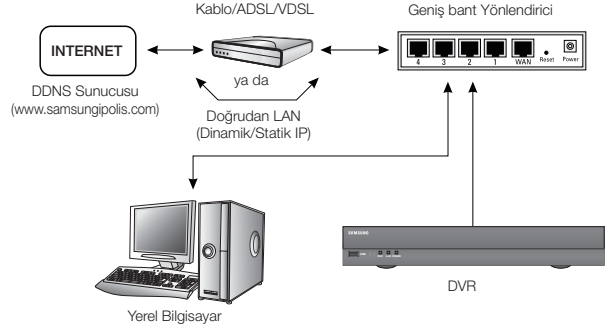 Kablo/ADSL/VDSL
Geniş bant Yönlendirici
INTERNET
4 3 2 1 WAN Reset Power
DDNS Sunucusu
(www.samsungipolis.com)
ya da
Doğrudan LAN
(Dinamik/Statik IP)
SAMSUNG
DVR
Yerel Bilgisayar